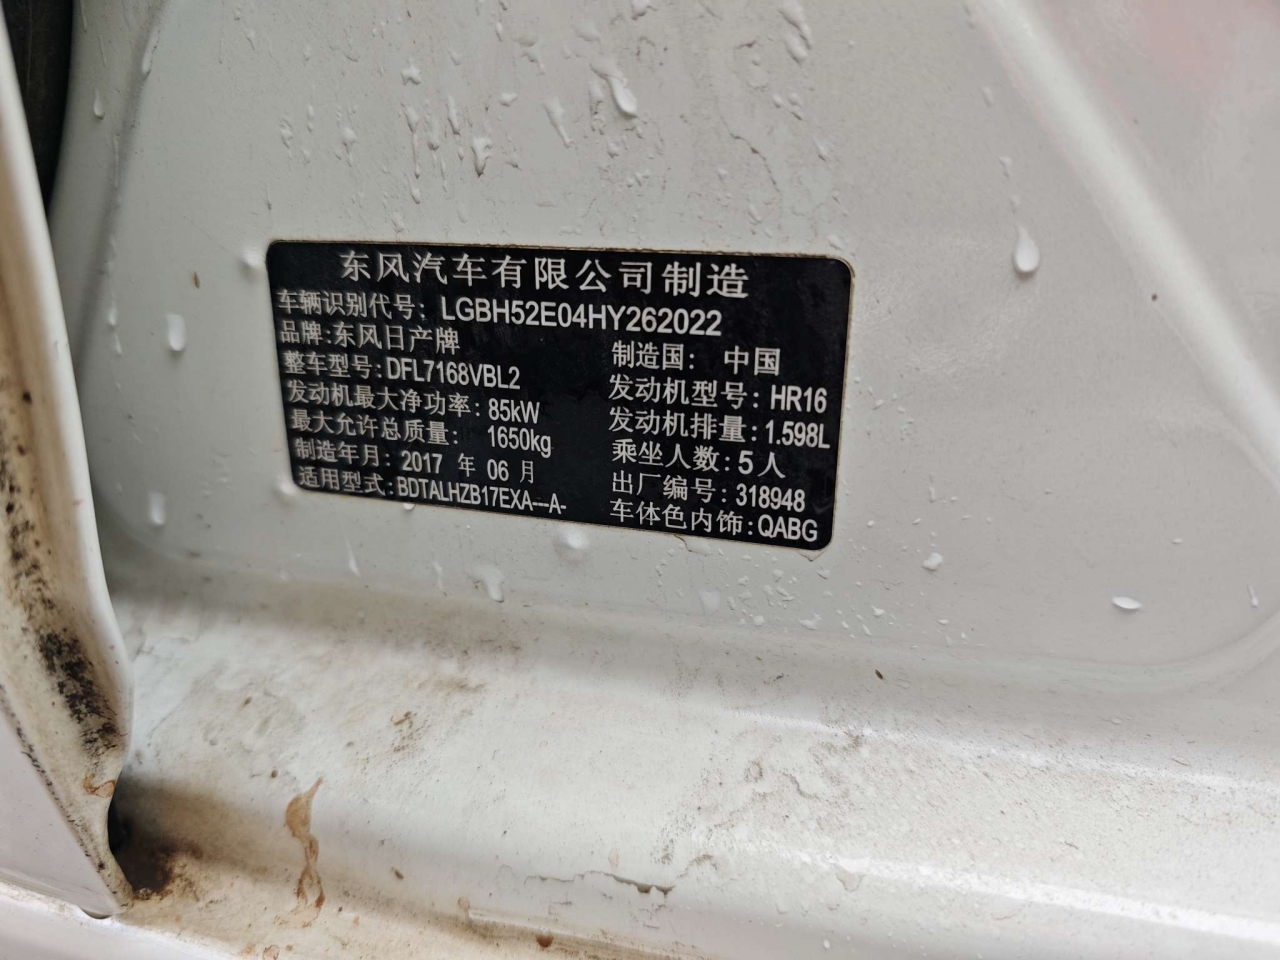 东风汽车有限公司制造
车辆识别代号: LGBH52E04HY262022
品牌:东风日产牌
制造国: 中国
整车型号:DFL7168VBL2
发动机型号: HR16
发动机最大净功率: 85kW
发动机排量: 1.598L
最大允许总质量: 1650kg
乘坐人数: 5人
制造年月: 2017 年 06 月
出厂编号: 318948
适用型式:BDTALHZB17EXA---A-
车体色内饰:QABG